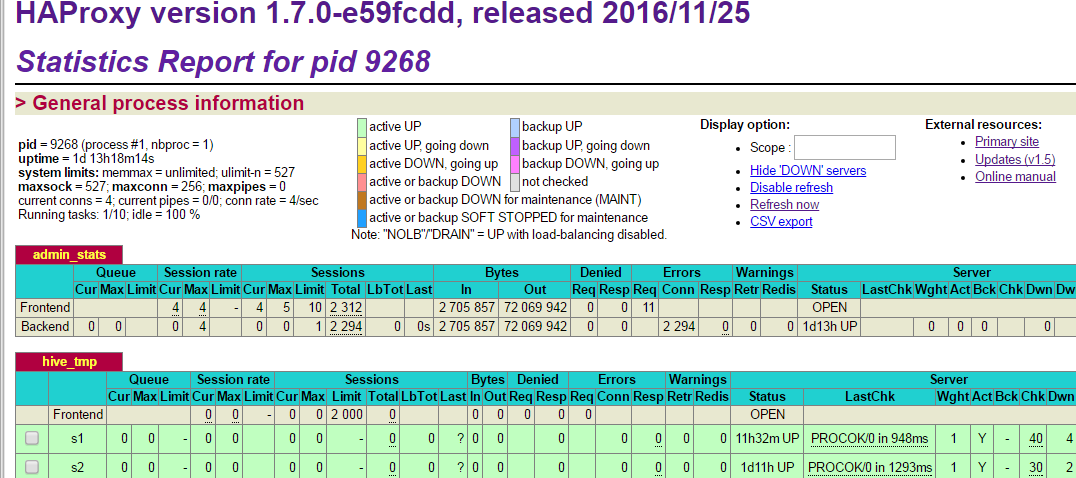 HAProxy version 1.7.0-e59fcdd, released 2016/11/25
Statistics Report for pid 9268
> General process information
pid = 9268 (process #1, nbproc = 1)
uptime = 1d 13h18m14s
system limits: memmax = unlimited; ulimit-n = 527
maxsock = 527; maxconn = 256; maxpipes = 0
current conns = 4; current pipes = 0/0; conn rate = 4/sec
Running tasks: 1/10; idle = 100 %
active UP backup UP
active UP, going down backup UP, going down
active DOWN, going up backup DOWN, going up
active or backup DOWN not checked
active or backup DOWN for maintenance (MAINT)
active or backup SOFT STOPPED for maintenance
Note: "NOLB"/"DRAIN" = UP with load-balancing disabled.
Display option:
• Scope :
• Hide 'DOWN' servers
• Disable refresh
• Refresh now
• CSV export
External resources:
• Primary site
• Updates (v1.5)
• Online manual
admin_stats
Queue Session rate Sessions Bytes Denied Errors Warnings Server
Cur Max Limit Cur Max Limit Cur Max Limit Total LbTot Last In Out Req Resp Req Conn Resp Retr Redis Status LastChk Wght Act Bck Chk Dwn Dw
Frontend 4 4 - 4 5 10 2 312 2 705 857 72 069 942 0 0 11 OPEN
Backend 0 0 0 4 0 0 1 2 294 0 0s 2 705 857 72 069 942 0 0 2 294 0 0 0 1d13h UP 0 0 0 0
hive_tmp
Queue Session rate Sessions Bytes Denied Errors Warnings Server
Cur Max Limit Cur Max Limit Cur Max Limit Total LbTot Last In Out Req Resp Req Conn Resp Retr Redis Status LastChk Wght Act Bck Chk Dwn
Frontend 0 0 - 0 0 2 000 0 0 0 0 0 0 OPEN
s1 0 0 - 0 0 0 0 - 0 0 ? 0 0 0 0 0 0 0 11h32m UP PROCOK/0 in 948ms 1 Y - 40 4
s2 0 0 - 0 0 0 0 - 0 0 ? 0 0 0 0 0 0 0 1d11h UP PROCOK/0 in 1293ms 1 Y - 30 2